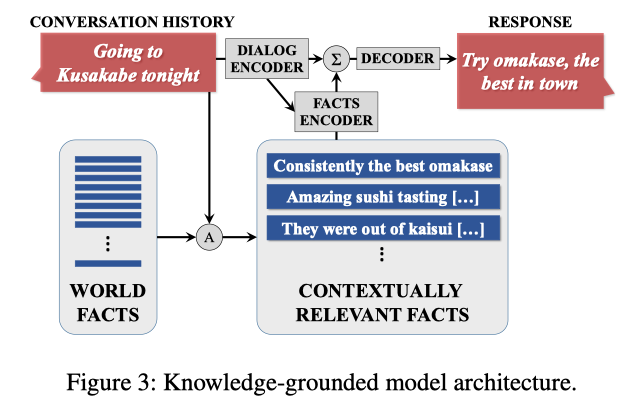 CONVERSATION HISTORY
Going to
Kusakabe tonight
DIALOG
ENCODER
Σ
DECODER
RESPONSE
Try omakase, the
best in town
FACTS
ENCODER
WORLD
FACTS
A
Consistently the best omakase
Amazing sushi tasting […]
They were out of kaisui […]
CONTEXTUALLY
RELEVANT FACTS
Figure 3: Knowledge-grounded model architecture.